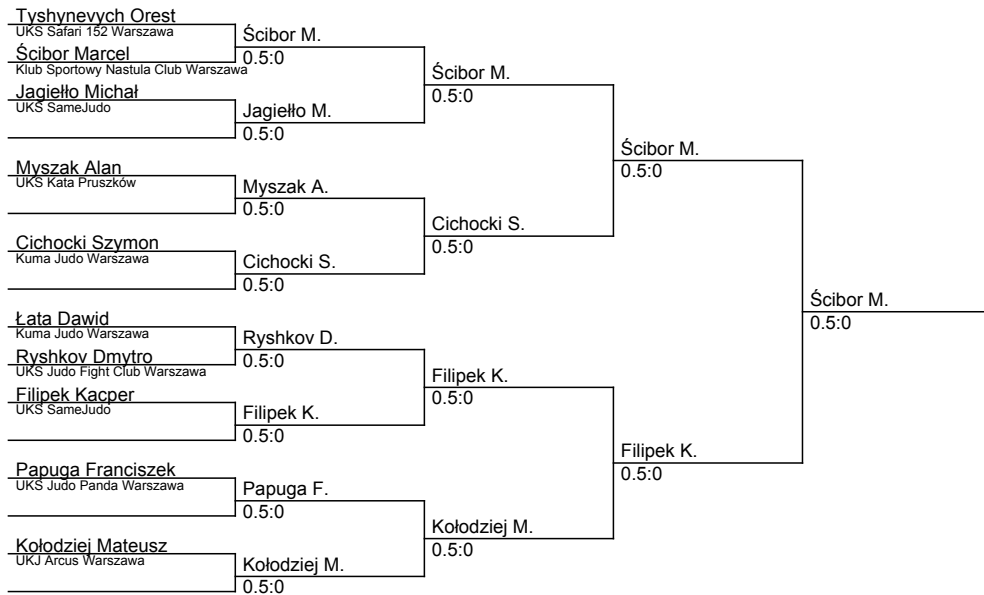 Tyshynevych Orest
UKS Safari 152 Warszawa
Ścibor Marcel
Klub Sportowy Nastula Club Warszawa
Jagiełło Michał
UKS SameJudo
Myszak Alan
UKS Kata Pruszków
Cichocki Szymon
Kuma Judo Warszawa
Łata Dawid
Kuma Judo Warszawa
Ryshkov Dmytro
UKS Judo Fight Club Warszawa
Filipek Kacper
UKS SameJudo
Papuga Franciszek
UKS Judo Panda Warszawa
Kołodziej Mateusz
UKJ Arcus Warszawa
Ścibor M.
0.5:0
Jagiełło M.
0.5:0
Myszak A.
0.5:0
Cichocki S.
0.5:0
Ryshkov D.
0.5:0
Filipek K.
0.5:0
Papuga F.
0.5:0
Kołodziej M.
0.5:0
Ścibor M.
0.5:0
Cichocki S.
0.5:0
Filipek K.
0.5:0
Kołodziej M.
0.5:0
Ścibor M.
0.5:0
Filipek K.
0.5:0
Ścibor M.
0.5:0